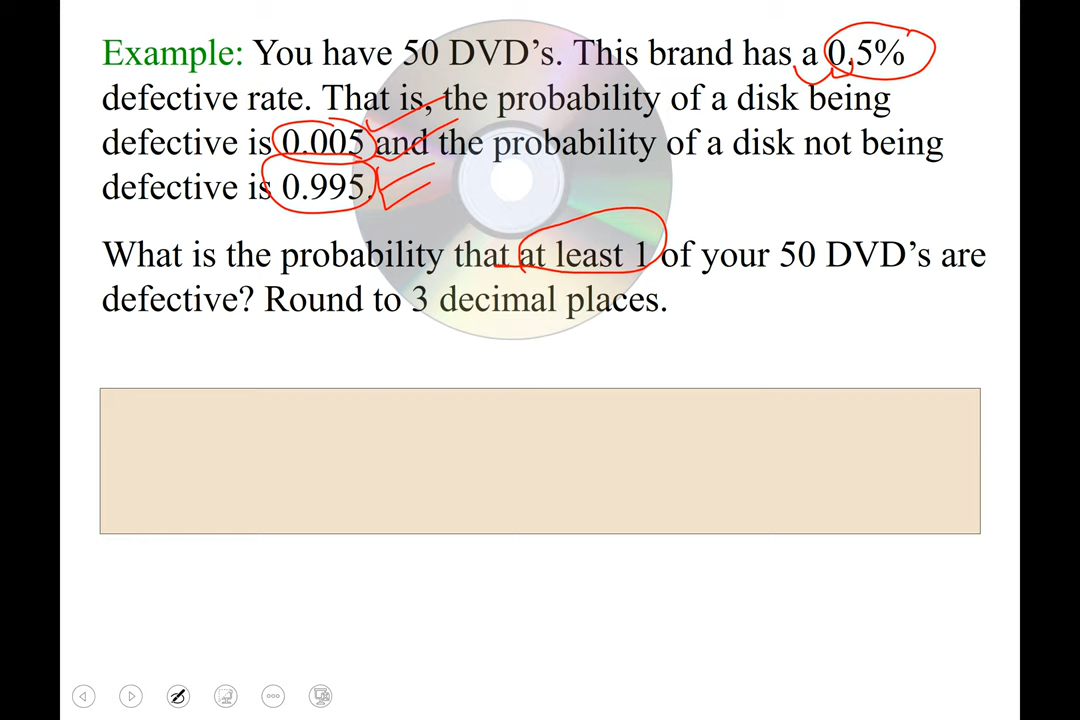 Example: You have 50 DVD’s. This brand has a 0.5%
defective rate. That is, the probability of a disk being
defective is 0.005 and the probability of a disk not being
defective is 0.995.
What is the probability that at least 1 of your 50 DVD’s are
defective? Round to 3 decimal places.